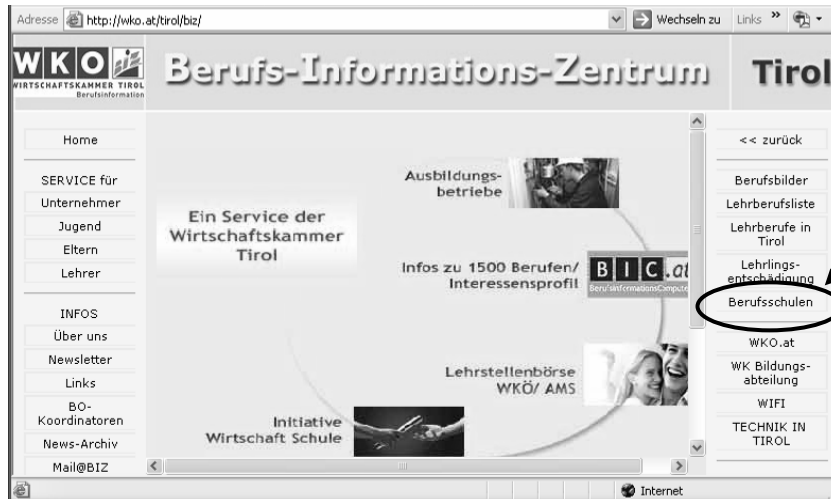 Adresse http://wko.at/tirol/biz/ Wechseln zu Links »
WKO biz
WIRTSCHAFTSKAMMER TIROL
Berufsinformation
Berufs-Informations-Zentrum
Tirol
Home
SERVICE für
Unternehmer
Jugend
Eltern
Lehrer
INFOS
Über uns
Newsletter
Links
BO-
Koordinatoren
News-Archiv
Mail@BIZ
Ein Service der
Wirtschaftskammer
Tirol
Ausbildungs-
betriebe
Infos zu 1500 Berufen/
Interessensprofil
BIC.at
BerufsInformationsComputer
Lehrstellenbörse
WKÖ/ AMS
Initiative
Wirtschaft Schule
<< zurück
Berufsbilder
Lehrberufsliste
Lehrberufe in
Tirol
Lehrlings-
entschädigung
Berufsschulen
WKO.at
WK Bildungs-
abteilung
WIFI
TECHNIK IN
TIROL
Internet